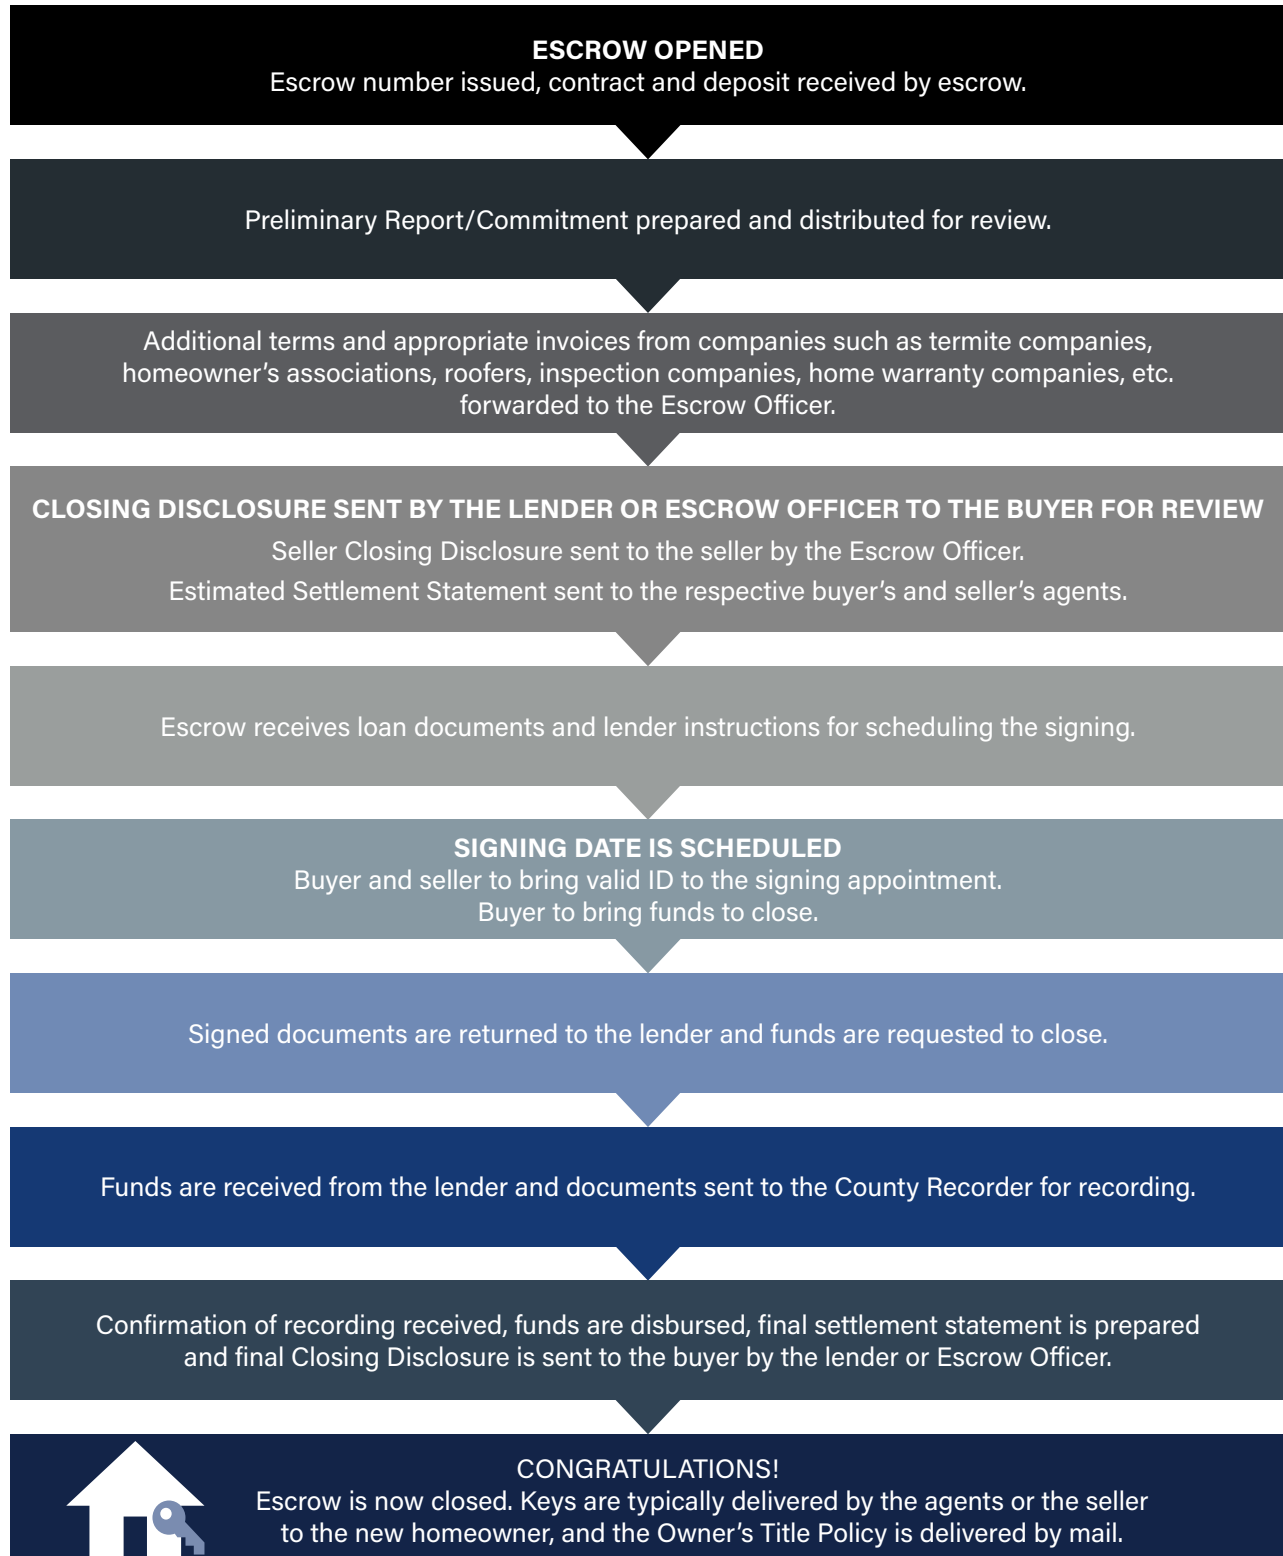 ESCROW OPENED
Escrow number issued, contract and deposit received by escrow.
Preliminary Report/Commitment prepared and distributed for review.
Additional terms and appropriate invoices from companies such as termite companies,
homeowner’s associations, roofers, inspection companies, home warranty companies, etc.
forwarded to the Escrow Officer.
CLOSING DISCLOSURE SENT BY THE LENDER OR ESCROW OFFICER TO THE BUYER FOR REVIEW
Seller Closing Disclosure sent to the seller by the Escrow Officer.
Estimated Settlement Statement sent to the respective buyer’s and seller’s agents.
Escrow receives loan documents and lender instructions for scheduling the signing.
SIGNING DATE IS SCHEDULED
Buyer and seller to bring valid ID to the signing appointment.
Buyer to bring funds to close.
Signed documents are returned to the lender and funds are requested to close.
Funds are received from the lender and documents sent to the County Recorder for recording.
Confirmation of recording received, funds are disbursed, final settlement statement is prepared
and final Closing Disclosure is sent to the buyer by the lender or Escrow Officer.
CONGRATULATIONS!
Escrow is now closed. Keys are typically delivered by the agents or the seller
to the new homeowner, and the Owner’s Title Policy is delivered by mail.